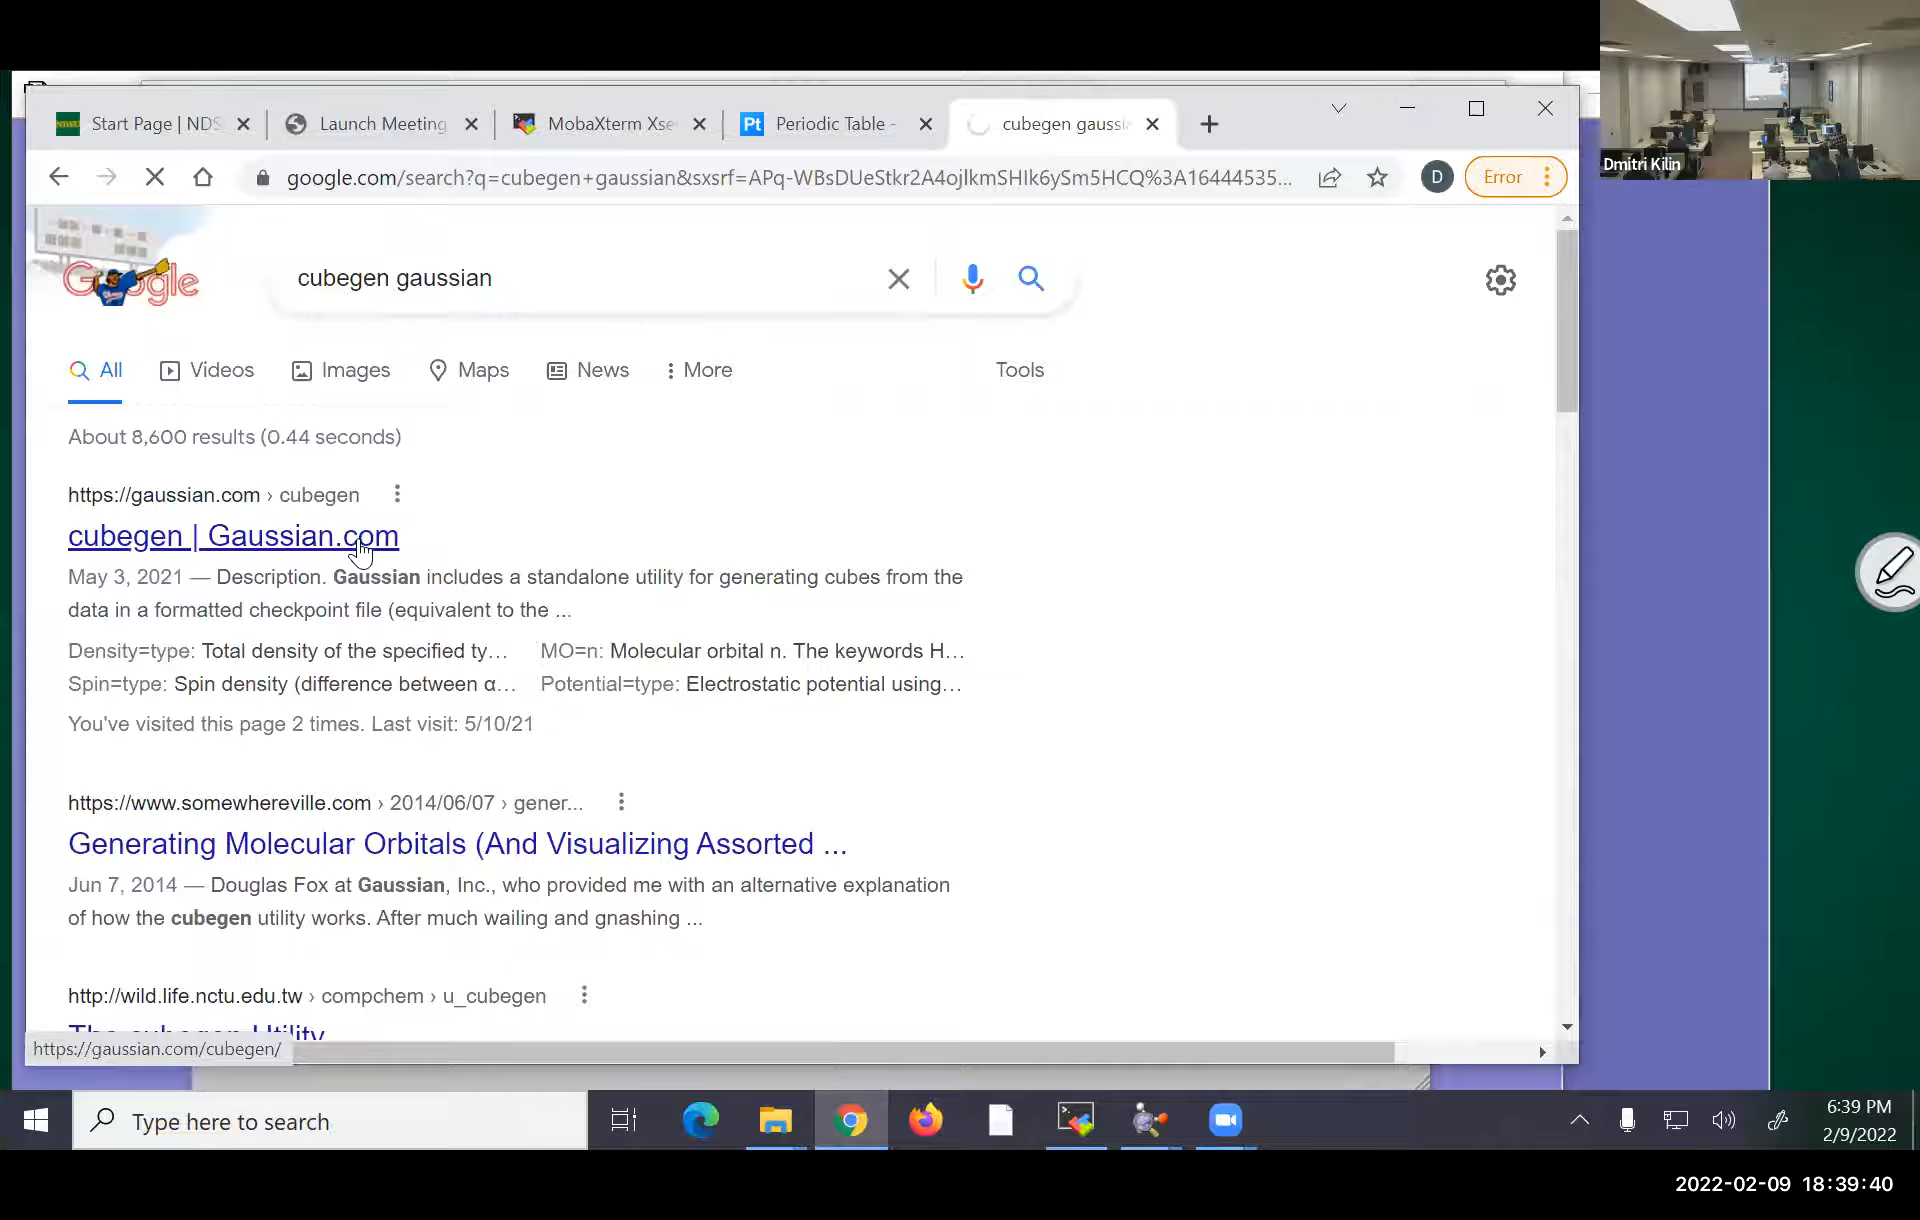 Dmitri Kilin
Start Page | NDS
Launch Meeting
MobaXterm Xse
Pt
Periodic Table -
cubegen gaussi
google.com/search?q=cubegen+gaussian&sxsrf=APq-WBsDUeStkr2A4ojlkmSHIk6ySm5HCQ%3A16444535...
D
Error
cubegen gaussian
All
Videos
Images
Maps
News
More
Tools
About 8,600 results (0.44 seconds)
https://gaussian.com › cubegen
cubegen | Gaussian.com
May 3, 2021 — Description. Gaussian includes a standalone utility for generating cubes from the
data in a formatted checkpoint file (equivalent to the ...
Density=type: Total density of the specified ty... MO=n: Molecular orbital n. The keywords H...
Spin=type: Spin density (difference between α... Potential=type: Electrostatic potential using...
You've visited this page 2 times. Last visit: 5/10/21
https://www.somewhereville.com › 2014/06/07 › gener...
Generating Molecular Orbitals (And Visualizing Assorted ...
Jun 7, 2014 — Douglas Fox at Gaussian, Inc., who provided me with an alternative explanation
of how the cubegen utility works. After much wailing and gnashing ...
http://wild.life.nctu.edu.tw › compchem › u_cubegen
The cubegen Utility
https://gaussian.com/cubegen/
Type here to search
6:39 PM
2/9/2022
2022-02-09 18:39:40